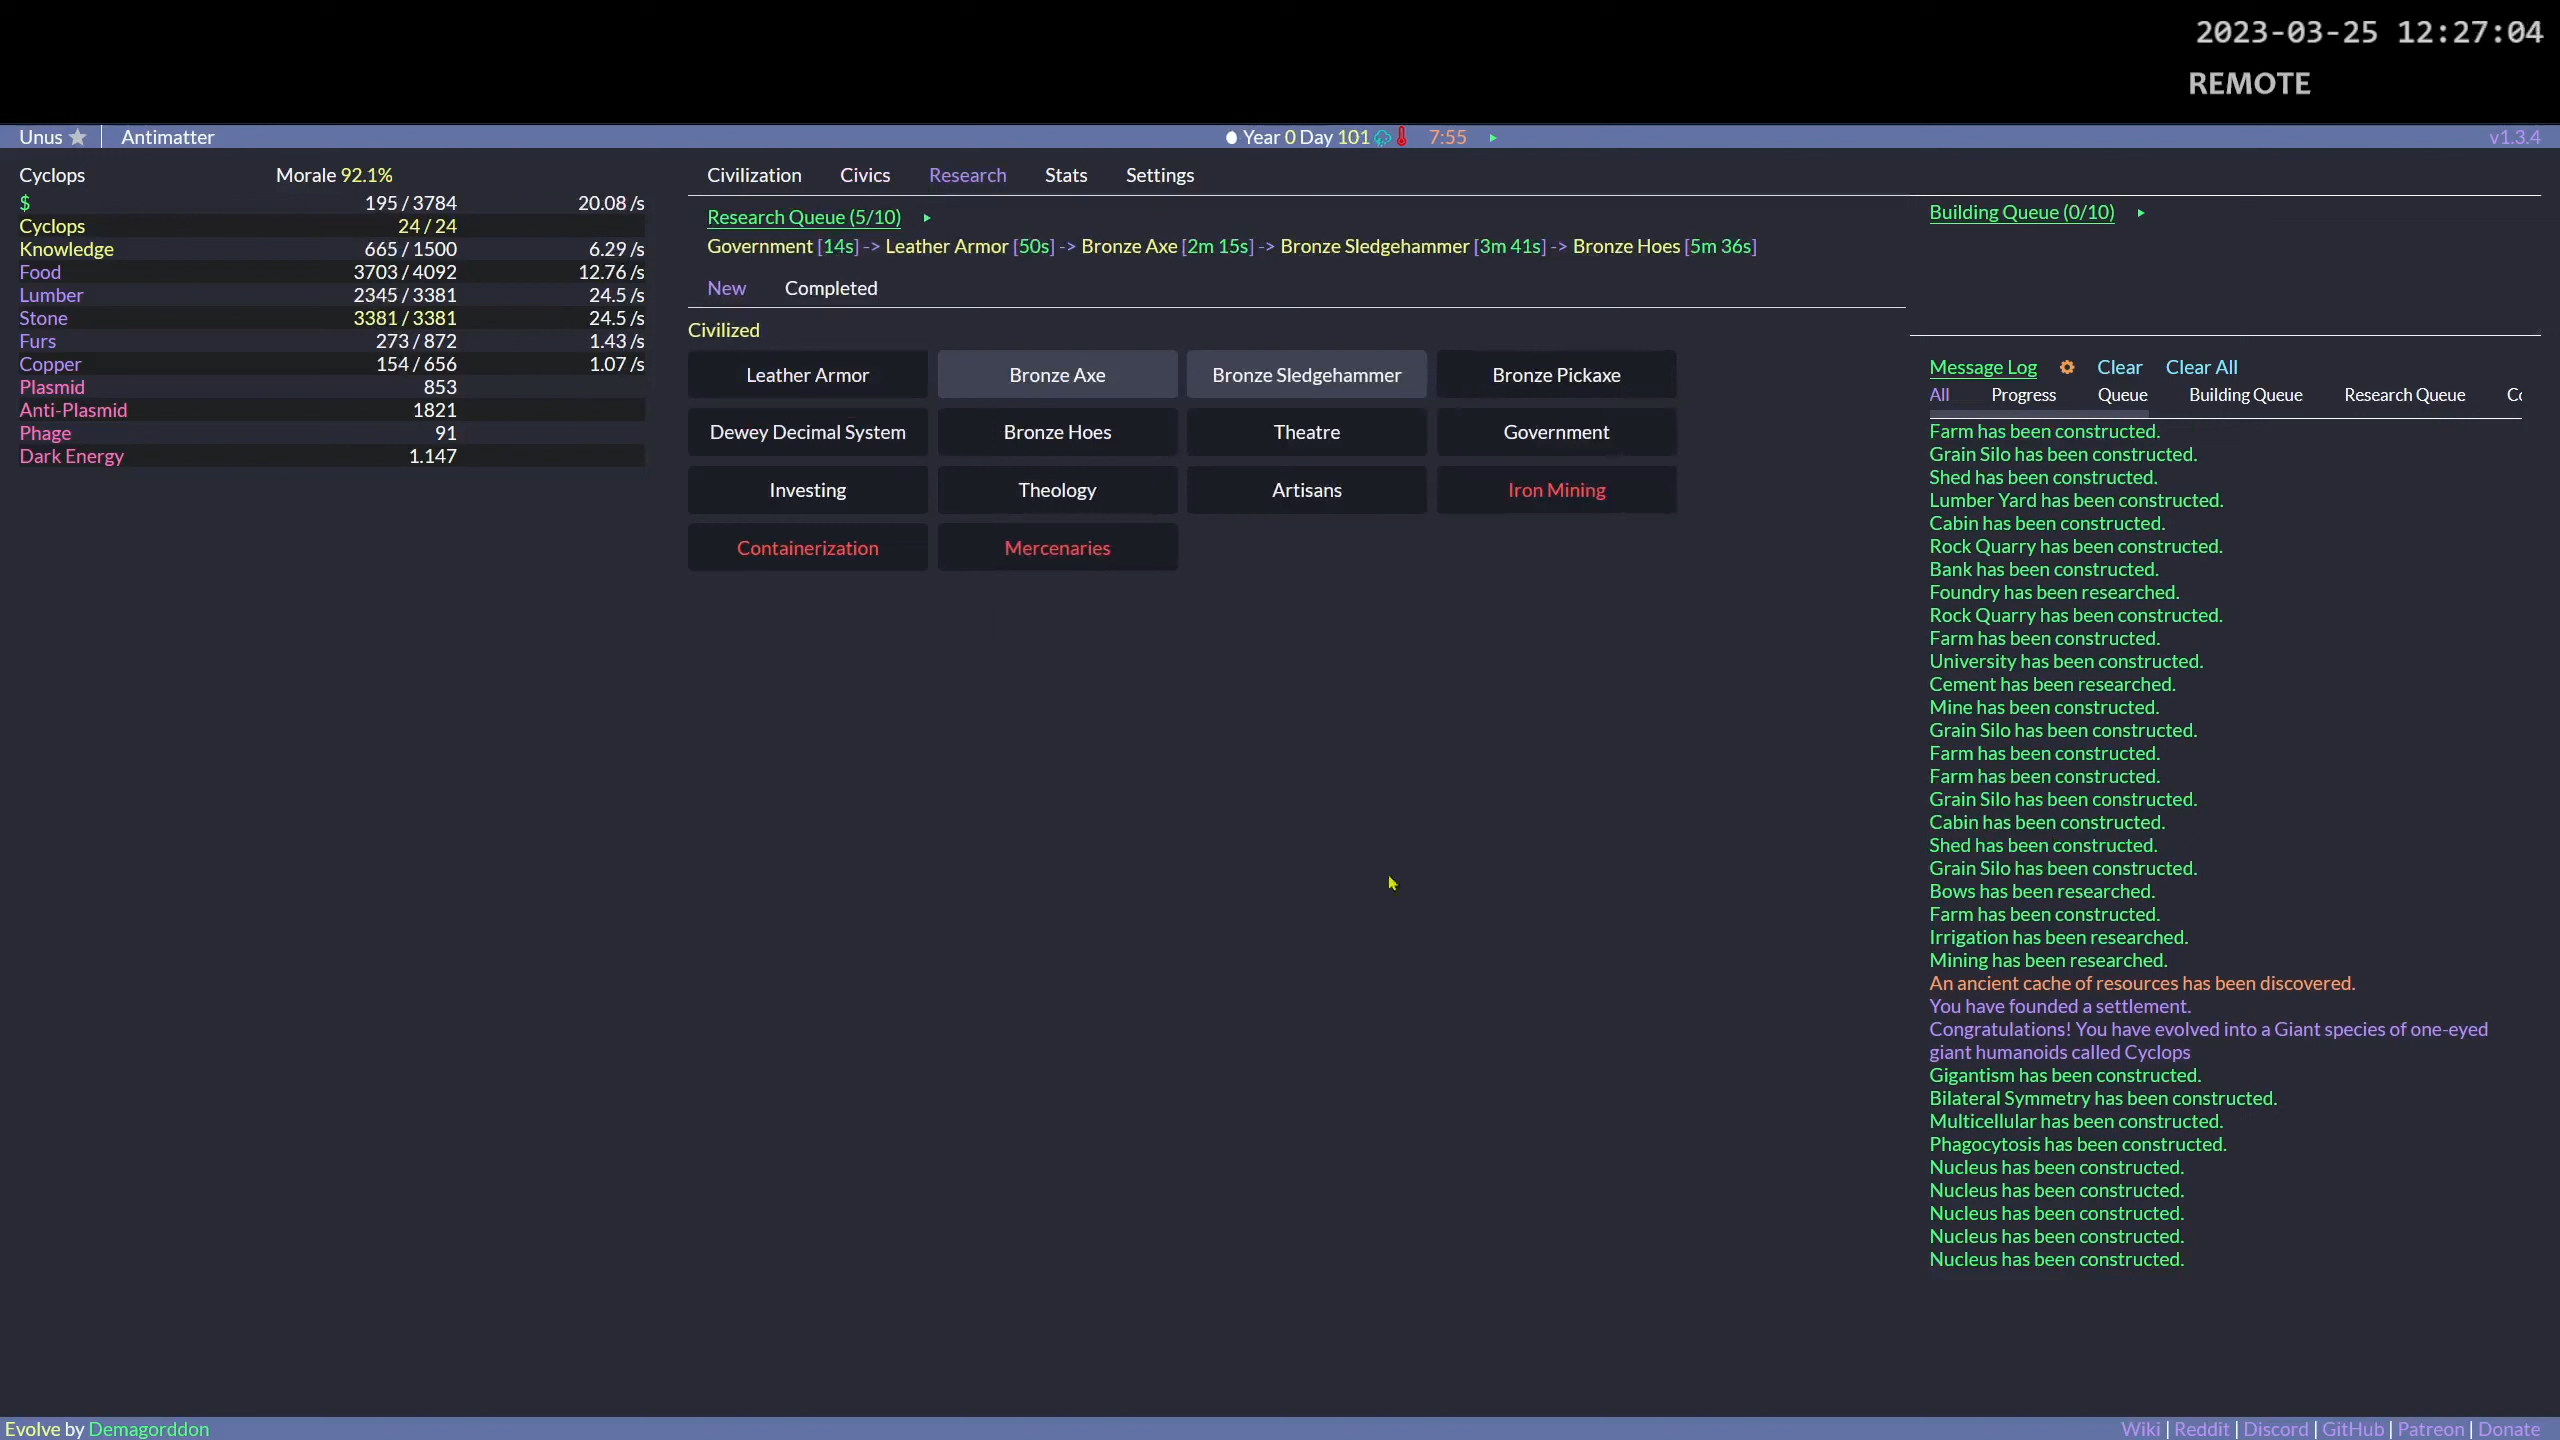 2023-03-25 12:27:04
REMOTE
Unus Antimatter Year 0 Day 101 7:55 v1.3.4
Cyclops Morale 92.1%
$ 195 / 3784 20.08 /s
Cyclops 24 / 24
Knowledge 665 / 1500 6.29 /s
Food 3703 / 4092 12.76 /s
Lumber 2345 / 3381 24.5 /s
Stone 3381 / 3381 24.5 /s
Furs 273 / 872 1.43 /s
Copper 154 / 656 1.07 /s
Plasmid 853
Anti-Plasmid 1821
Phage 91
Dark Energy 1.147
Civilization Civics Research Stats Settings
Research Queue (5/10)
Government [14s] -> Leather Armor [50s] -> Bronze Axe [2m 15s] -> Bronze Sledgehammer [3m 41s] -> Bronze Hoes [5m 36s]
New Completed
Civilized
Leather Armor Bronze Axe Bronze Sledgehammer Bronze Pickaxe
Dewey Decimal System Bronze Hoes Theatre Government
Investing Theology Artisans Iron Mining
Containerization Mercenaries
Building Queue (0/10)
Message Log Clear Clear All
All Progress Queue Building Queue Research Queue
Farm has been constructed.
Grain Silo has been constructed.
Shed has been constructed.
Lumber Yard has been constructed.
Cabin has been constructed.
Rock Quarry has been constructed.
Bank has been constructed.
Foundry has been researched.
Rock Quarry has been constructed.
Farm has been constructed.
University has been constructed.
Cement has been researched.
Mine has been constructed.
Grain Silo has been constructed.
Farm has been constructed.
Farm has been constructed.
Grain Silo has been constructed.
Cabin has been constructed.
Shed has been constructed.
Grain Silo has been constructed.
Bows has been researched.
Farm has been constructed.
Irrigation has been researched.
Mining has been researched.
An ancient cache of resources has been discovered.
You have founded a settlement.
Congratulations! You have evolved into a Giant species of one-eyed
giant humanoids called Cyclops
Gigantism has been constructed.
Bilateral Symmetry has been constructed.
Multicellular has been constructed.
Phagocytosis has been constructed.
Nucleus has been constructed.
Nucleus has been constructed.
Nucleus has been constructed.
Nucleus has been constructed.
Nucleus has been constructed.
Evolve by Demagorddon
Wiki | Reddit | Discord | GitHub | Patreon | Donate